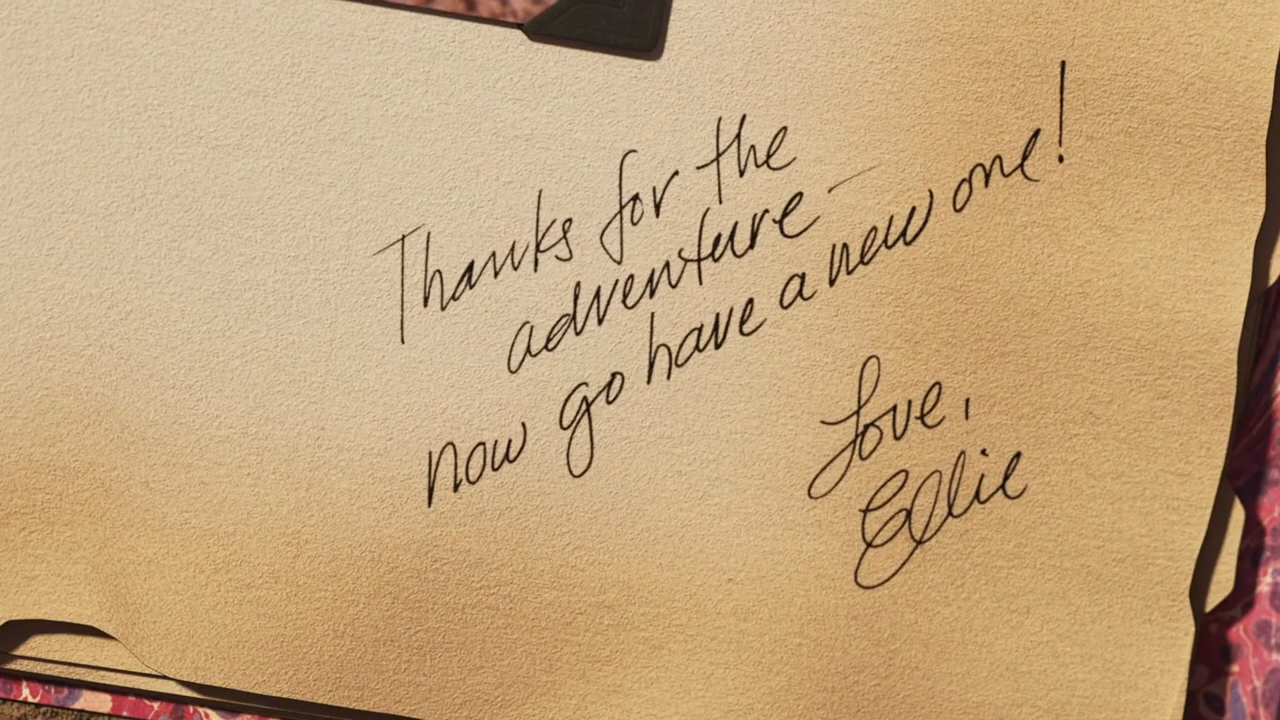 Thanks for the
adventure –
now go have a new one!
Love,
Ellie